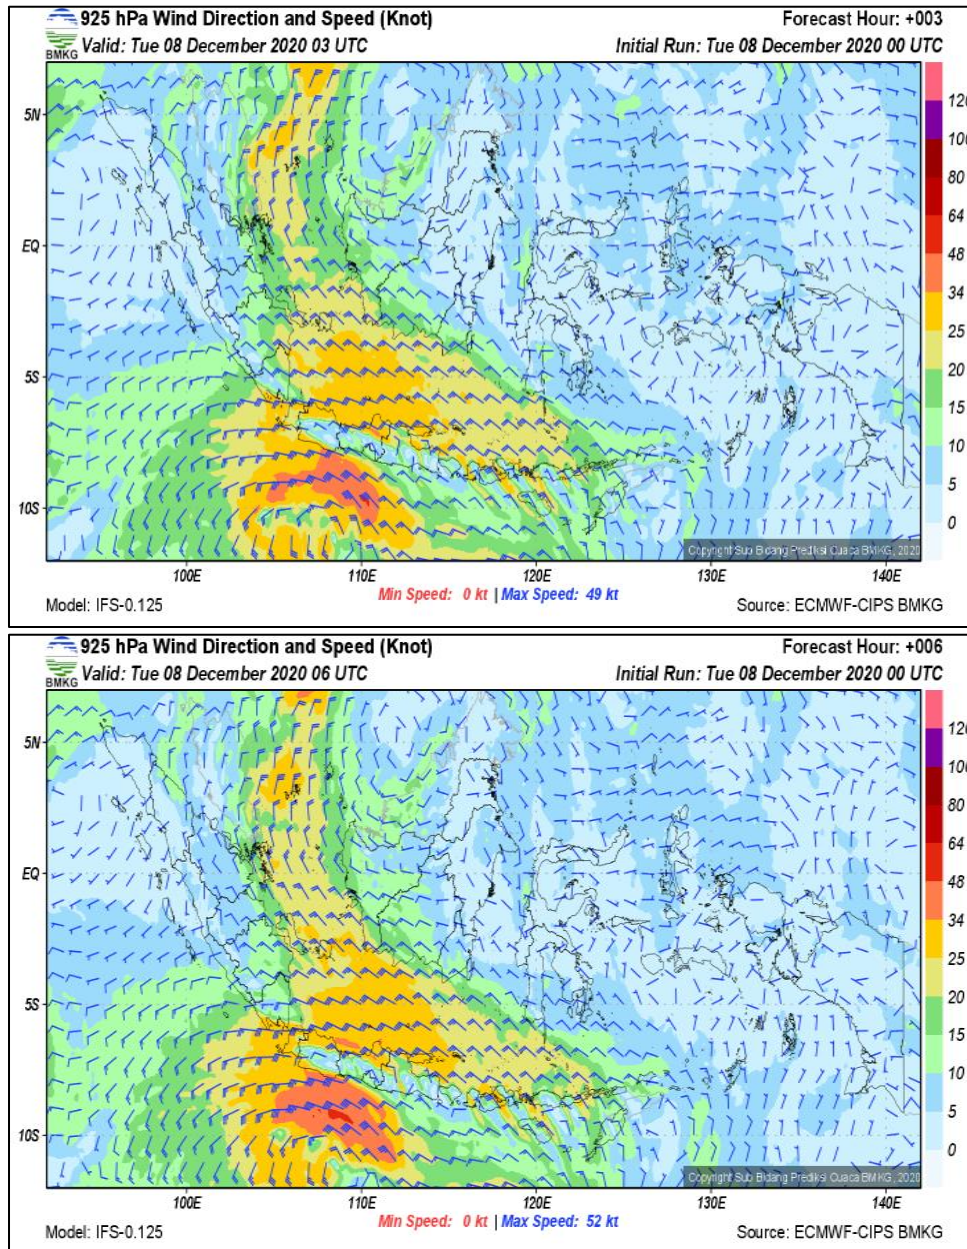 925 hPa Wind Direction and Speed (Knot)
Forecast Hour: +003
BMKG
Valid: Tue 08 December 2020 03 UTC
Initial Run: Tue 08 December 2020 00 UTC
5N
EQ
5S
10S
120
100
80
64
48
34
25
20
15
10
5
0
Copyright Sub Bidang Prediksi Cuaca BMKG, 2020
100E
110E
120E
130E
140E
Min Speed: 0 kt | Max Speed: 49 kt
Model: IFS-0.125
Source: ECMWF-CIPS BMKG
925 hPa Wind Direction and Speed (Knot)
Forecast Hour: +006
BMKG
Valid: Tue 08 December 2020 06 UTC
Initial Run: Tue 08 December 2020 00 UTC
5N
EQ
5S
10S
120
100
80
64
48
34
25
20
15
10
5
0
Copyright Sub Bidang Prediksi Cuaca BMKG, 2020
100E
110E
120E
130E
140E
Min Speed: 0 kt | Max Speed: 52 kt
Model: IFS-0.125
Source: ECMWF-CIPS BMKG